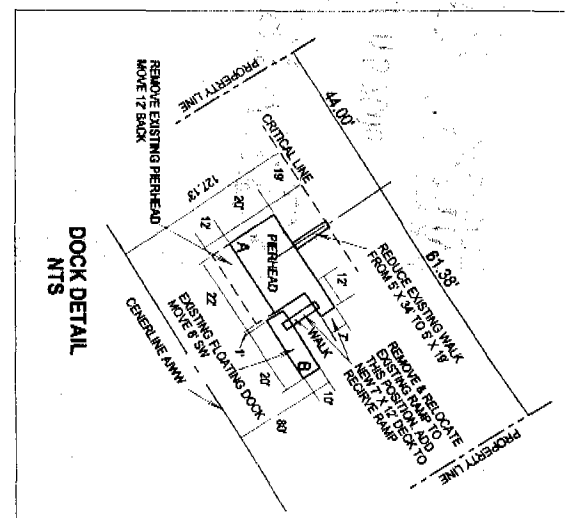 REMOVE EXISTING PIERHEAD
MOVE 12' BACK
PROPERTY LINE
44.00'
CRITICAL LINE
127.13'
19'
20'
12'
A
PIERHEAD
61.38'
REDUCE EXISTING WALK
FROM 5' X 34' TO 5' X 19'
12'
7'
22'
WALK
REMOVE & RELOCATE
EXISTING RAMP TO
THIS POSITION. ADD
NEW 7' X 12' DECK TO
RECIRVE RAMP
EXISTING FLOATING DOCK
MOVE 6' SW
B
20'
10'
80'
PROPERTY LINE
DOCK DETAIL
NTS
CENERLINE AIWW